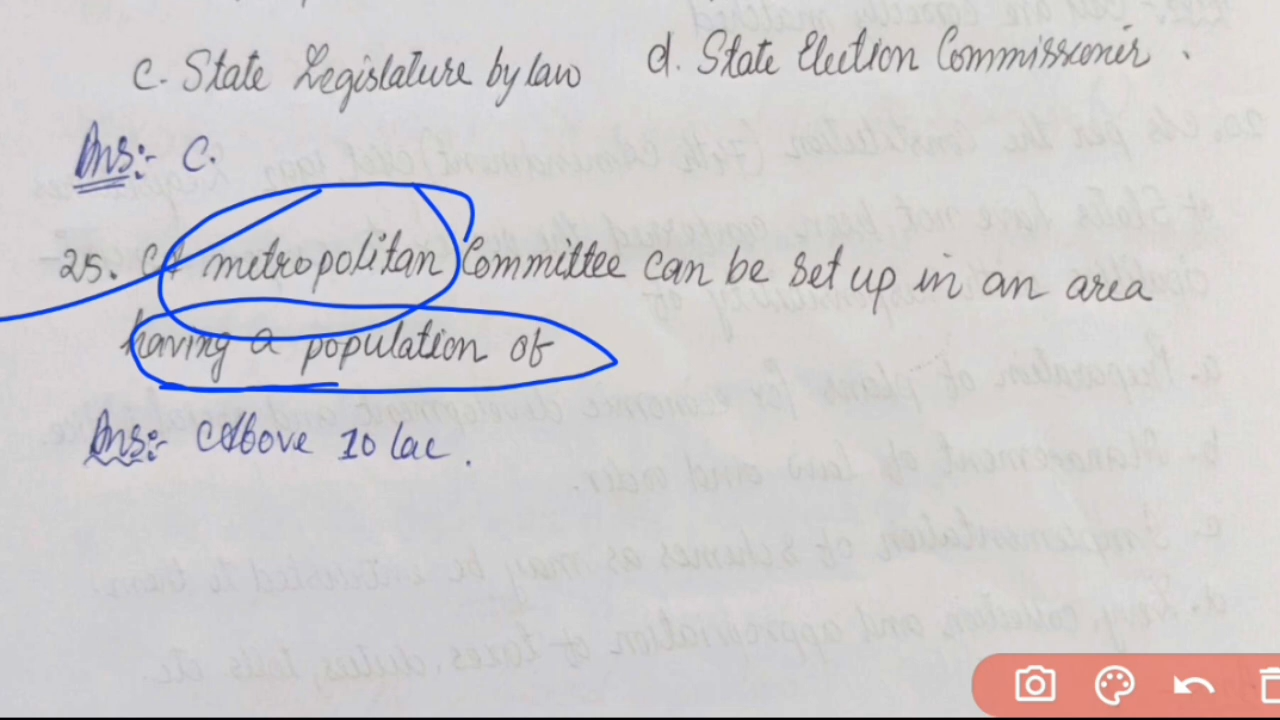 c. State Legislature by law d. State Election Commissioner.
Ans:- C.
25. A metropolitan Committee can be set up in an area
having a population of
Ans:- Above 10 lac.